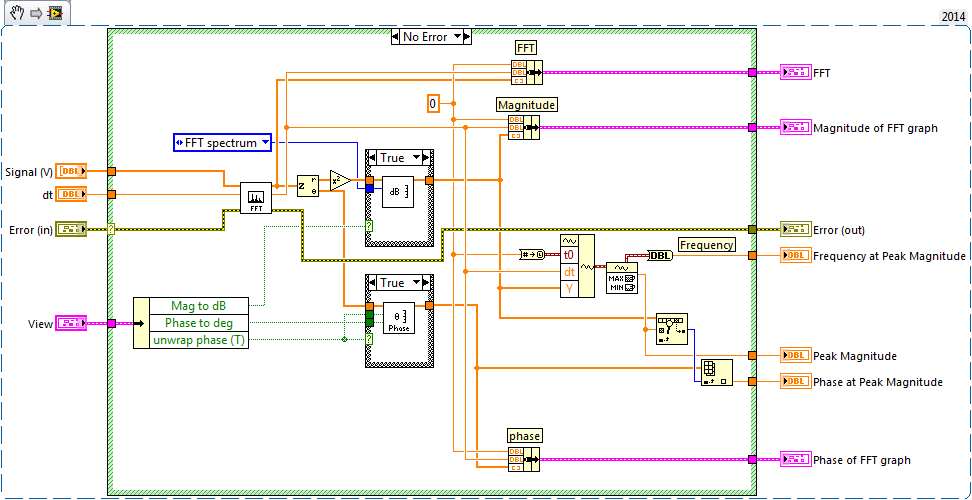 2014
No Error
FFT
DBL
DBL
FFT
0
Magnitude
DBL
DBL
Magnitude of FFT graph
FFT spectrum
True
Signal (V)
DBL
dt
DBL
FFT
z
r
θ
x²
dB
?
Error (in)
?
Error (out)
Frequency
t0
DBL
DBL
Frequency at Peak Magnitude
dt
MAX
Y
MIN
True
Mag to dB
θ
View
Phase to deg
Phase
unwrap phase (T)
?
DBL
Peak Magnitude
DBL
Phase at Peak Magnitude
phase
DBL
DBL
Phase of FFT graph